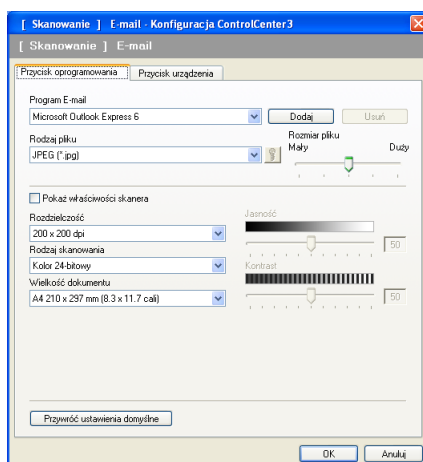 [ Skanowanie ] E-mail - Konfiguracja ControlCenter3
[ Skanowanie ] E-mail
Przycisk oprogramowania Przycisk urządzenia
Program E-mail
Microsoft Outlook Express 6 Dodaj Usuń
Rodzaj pliku
JPEG (*.jpg)
Rozmiar pliku
Mały Duży
Pokaż właściwości skanera
Rozdzielczość
200 x 200 dpi
Rodzaj skanowania
Kolor 24-bitowy
Wielkość dokumentu
A4 210 x 297 mm (8.3 x 11.7 cali)
Jasność
50
Kontrast
50
Przywróć ustawienia domyślne
OK Anuluj